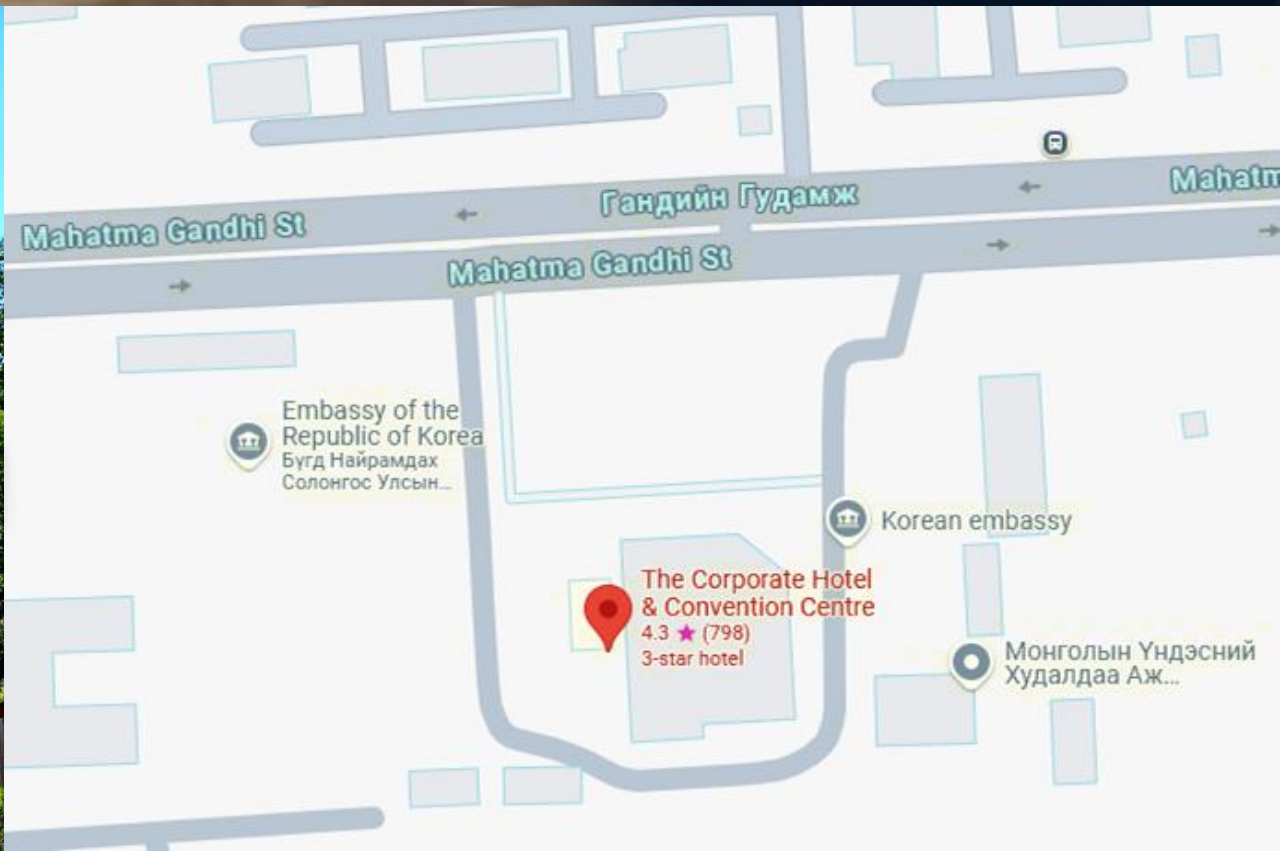 Гандийн Гудамж
Mahatm
Mahatma Gandhi St
Mahatma Gandhi St
Embassy of the
Republic of Korea
Бүгд Найрамдах
Солонгос Улсын...
Korean embassy
The Corporate Hotel
& Convention Centre
4.3 ★ (798)
3-star hotel
Монголын Үндэсний
Худалдаа Аж...